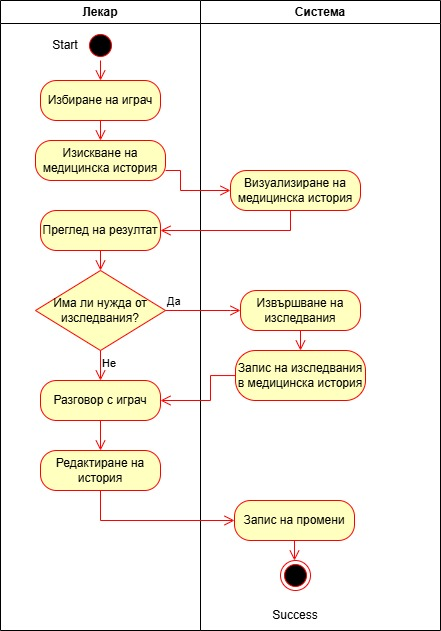 Лекар
Система
Start
Избиране на играч
Изискване на
медицинска история
Визуализиране на
медицинска история
Преглед на резултат
Има ли нужда от
изследвания?
Да
Извършване на
изследвания
Не
Запис на изследвания
в медицинска история
Разговор с играч
Редактиране на
история
Запис на промени
Success